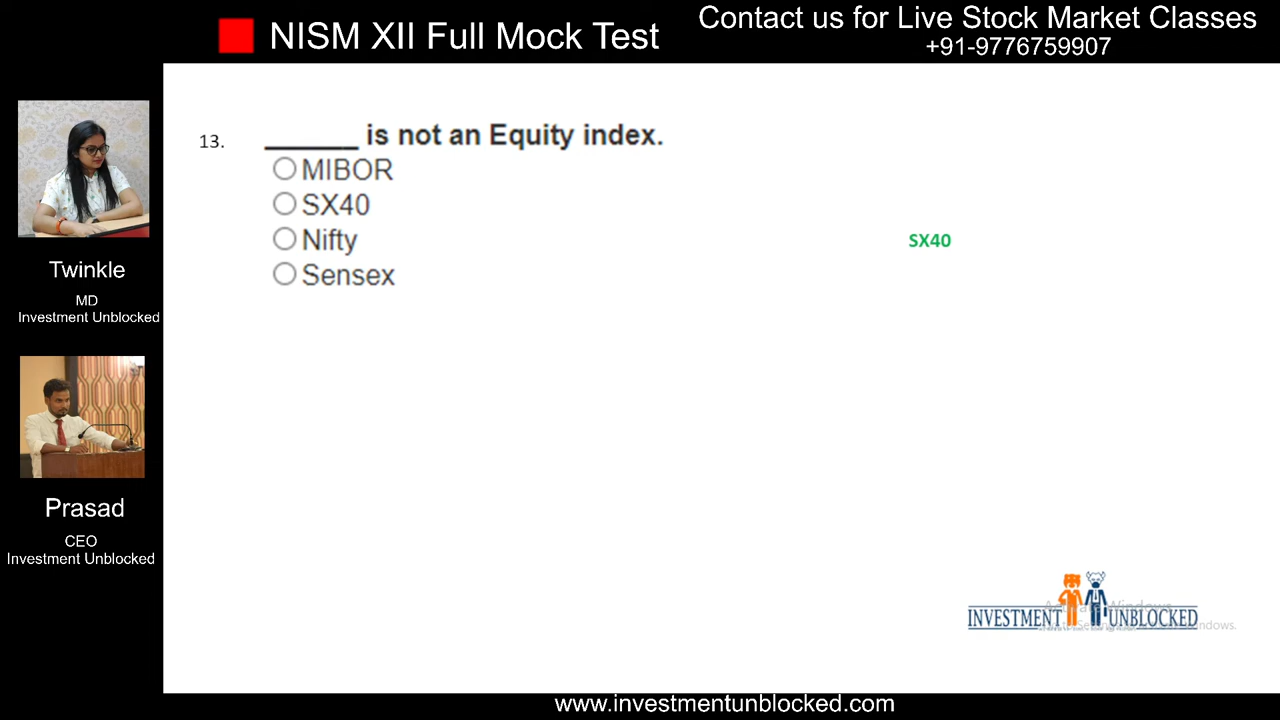 NISM XII Full Mock Test
Contact us for Live Stock Market Classes
+91-9776759907
Twinkle
MD
Investment Unblocked
Prasad
CEO
Investment Unblocked
13. ______ is not an Equity index.
MIBOR
SX40
Nifty
Sensex
SX40
INVESTMENT UNBLOCKED
www.investmentunblocked.com